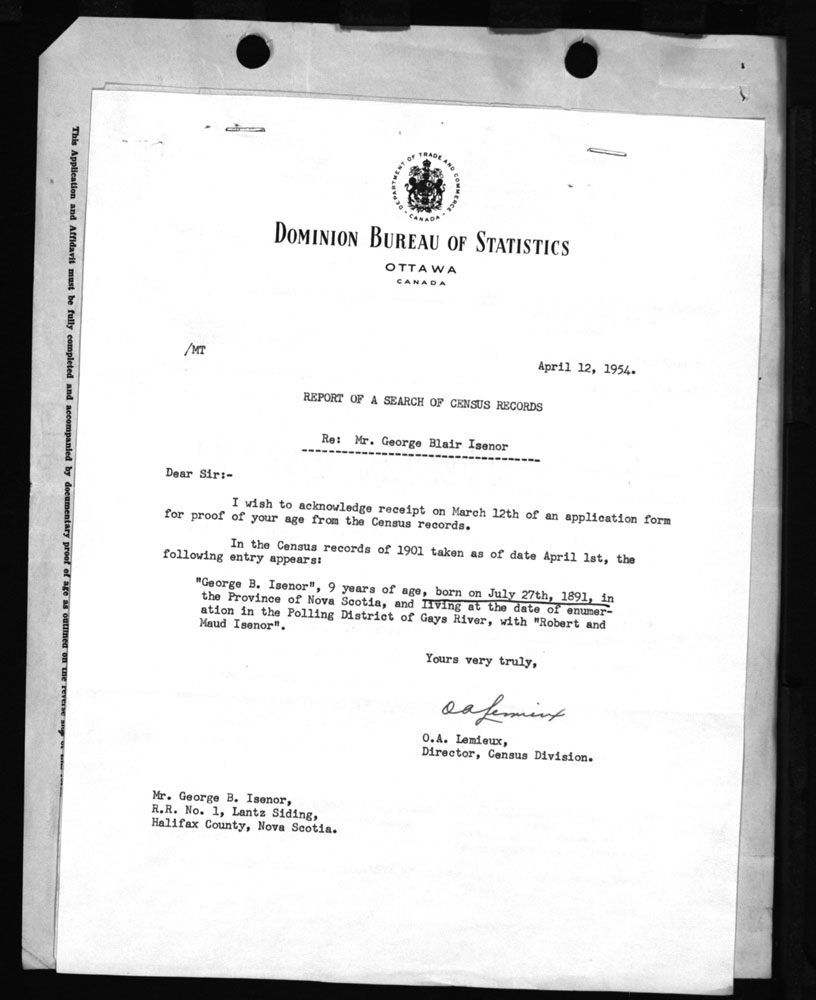 DEPARTMENT OF TRADE AND COMMERCE
CANADA
DOMINION BUREAU OF STATISTICS
OTTAWA
CANADA
/MT
April 12, 1954.
REPORT OF A SEARCH OF CENSUS RECORDS
Re: Mr. George Blair Isenor
Dear Sir:-
I wish to acknowledge receipt on March 12th of an application form
for proof of your age from the Census records.
In the Census records of 1901 taken as of date April 1st, the
following entry appears:
"George B. Isenor", 9 years of age, born on July 27th, 1891, in
the Province of Nova Scotia, and living at the date of enumer-
ation in the Polling District of Gays River, with "Robert and
Maud Isenor".
Yours very truly,
O A Lemieux
O.A. Lemieux,
Director, Census Division.
Mr. George B. Isenor,
R.R. No. 1, Lantz Siding,
Halifax County, Nova Scotia.
This Application and Affidavit must be fully completed and accompanied by documentary proof of age as outlined on the reverse